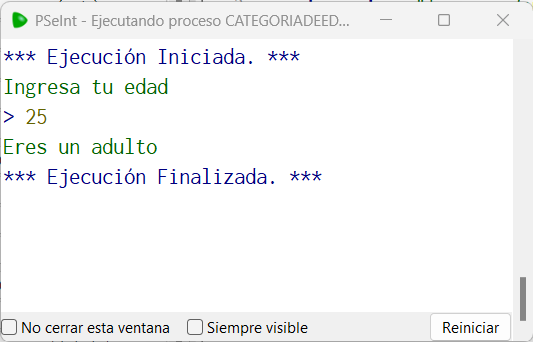 PSeInt - Ejecutando proceso CATEGORIADEED...
*** Ejecución Iniciada. ***
Ingresa tu edad
> 25
Eres un adulto
*** Ejecución Finalizada. ***
No cerrar esta ventana
Siempre visible
Reiniciar